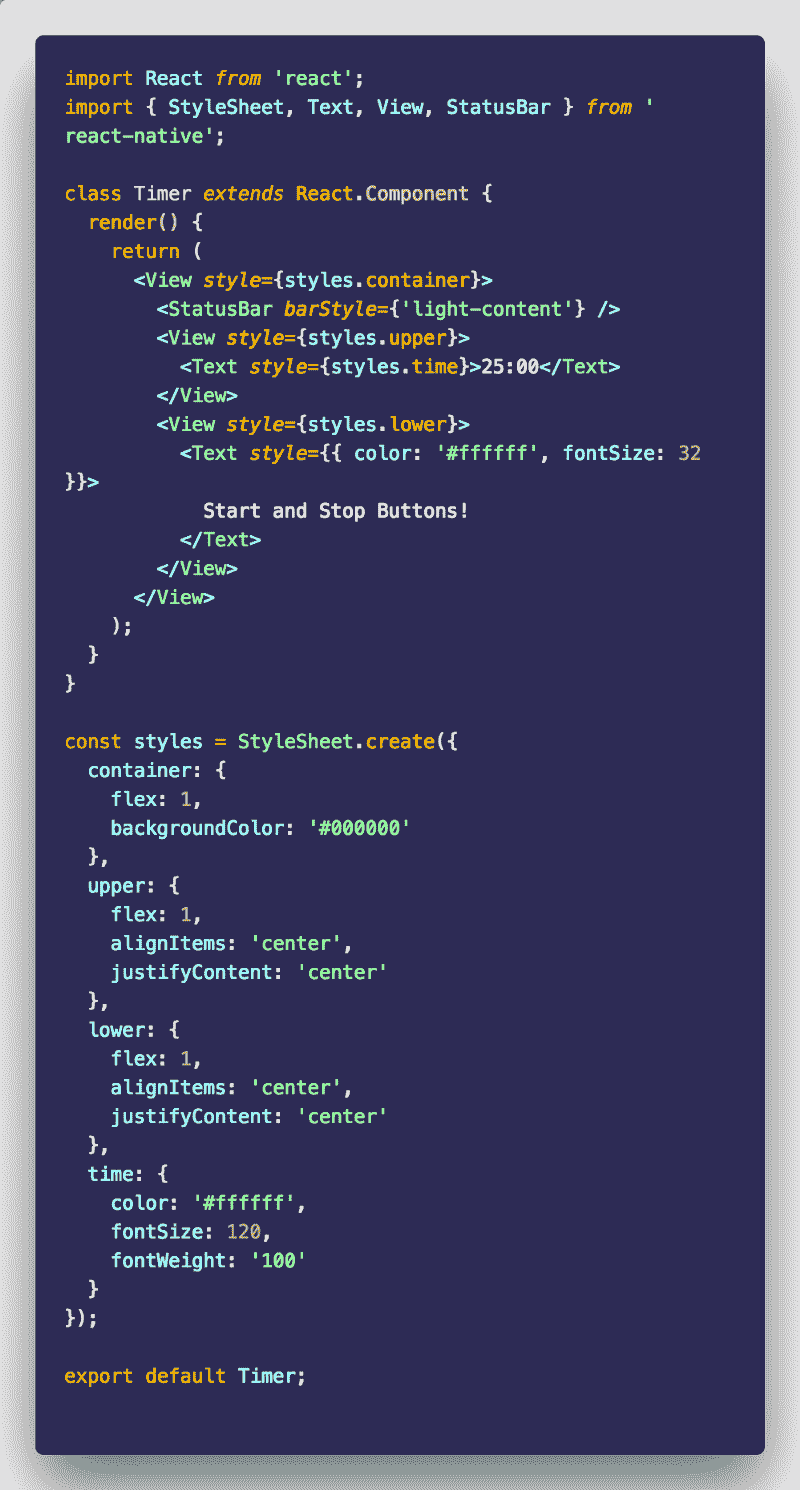 import React from 'react';
import { StyleSheet, Text, View, StatusBar } from '
react-native';

class Timer extends React.Component {
  render() {
    return (
      <View style={styles.container}>
        <StatusBar barStyle={'light-content'} />
        <View style={styles.upper}>
          <Text style={styles.time}>25:00</Text>
        </View>
        <View style={styles.lower}>
          <Text style={{ color: '#ffffff', fontSize: 32
}}>
            Start and Stop Buttons!
          </Text>
        </View>
      </View>
    );
  }
}

const styles = StyleSheet.create({
  container: {
    flex: 1,
    backgroundColor: '#000000'
  },
  upper: {
    flex: 1,
    alignItems: 'center',
    justifyContent: 'center'
  },
  lower: {
    flex: 1,
    alignItems: 'center',
    justifyContent: 'center'
  },
  time: {
    color: '#ffffff',
    fontSize: 120,
    fontWeight: '100'
  }
});

export default Timer;